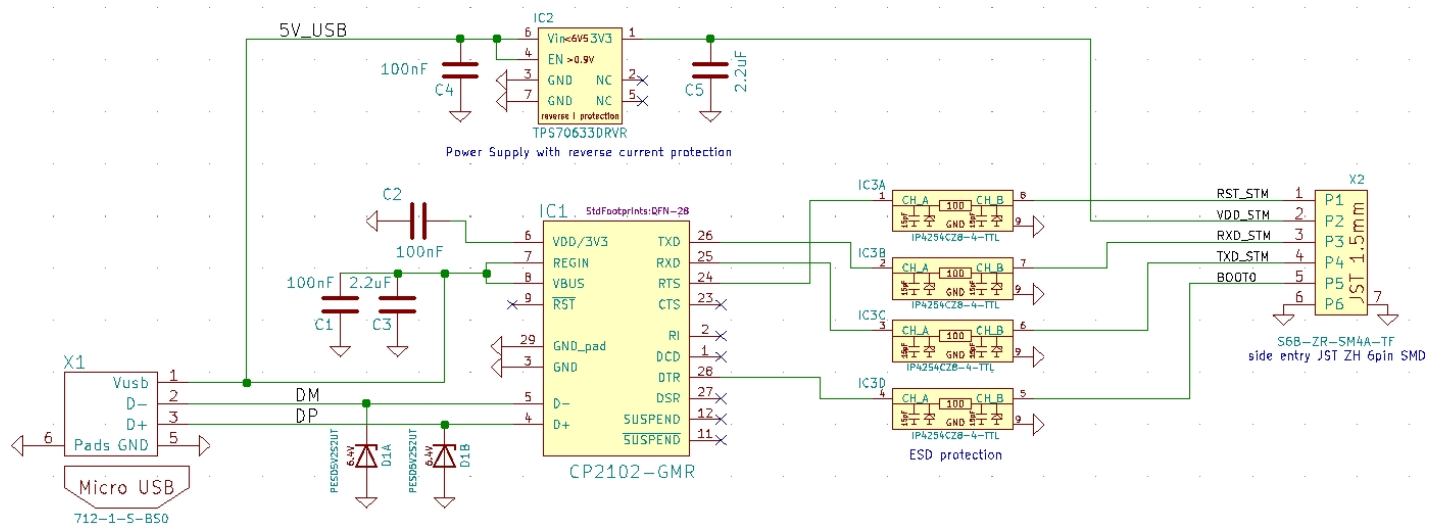 IC2
5V_USB
6 Vin<6V5 3V3 1
4 EN >0.9V
3 GND NC 2
7 GND NC 5
reverse I protection
TPS70633DRVR
Power Supply with reverse current protection
100nF
C4
C5
2.2uF
C2
100nF
100nF
C1
2.2uF
C3
IC1
StdFootprints:QFN-28
6 VDD/3V3 TXD 26
7 REGIN RXD 25
8 VBUS RTS 24
9 RST CTS 23
RI 2
29 GND_pad
DCD 1
3 GND
DTR 28
DSR 27
5 D-
SUSPEND 12
4 D+
SUSPEND 11
CP2102-GMR
X1
Vusb 1
D- 2
D+ 3
6 Pads GND 5
Micro USB
712-1-S-BS0
DM
DP
PESD5V2S2UT
6.4V
D1A
PESD5V2S2UT
6.4V
D1B
IC3A
1 CH_A 100 CH_B 8
15pF GND 15pF 9
IP4254CZ8-4-TTL
IC3B
2 CH_A 100 CH_B 7
15pF GND 15pF 9
IP4254CZ8-4-TTL
IC3C
3 CH_A 100 CH_B 6
15pF GND 15pF 9
IP4254CZ8-4-TTL
IC3D
4 CH_A 100 CH_B 5
15pF GND 15pF 9
IP4254CZ8-4-TTL
ESD protection
X2
RST_STM 1 P1
VDD_STM 2 P2
RXD_STM 3 P3
TXD_STM 4 P4
BOOT0 5 P5
6 P6 7
JST 1.5mm
S6B-ZR-SM4A-TF
side entry JST ZH 6pin SMD